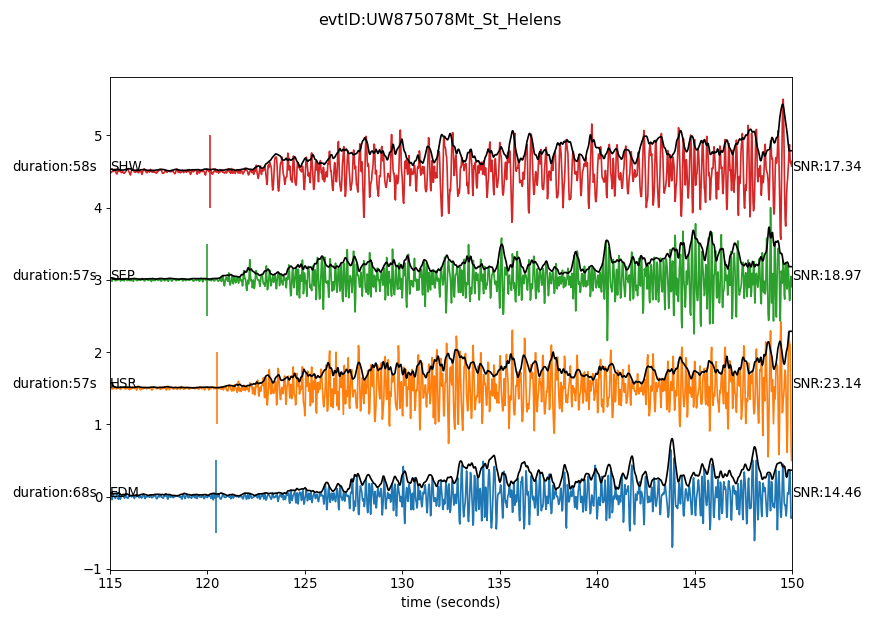 evtID:UW875078Mt_St_Helens
5
duration:58s SHW SNR:17.34
4
duration:57s SEP SNR:18.97
3
2
duration:57s HSR SNR:23.14
1
duration:68s EDM SNR:14.46
0
−1
115 120 125 130 135 140 145 150
time (seconds)